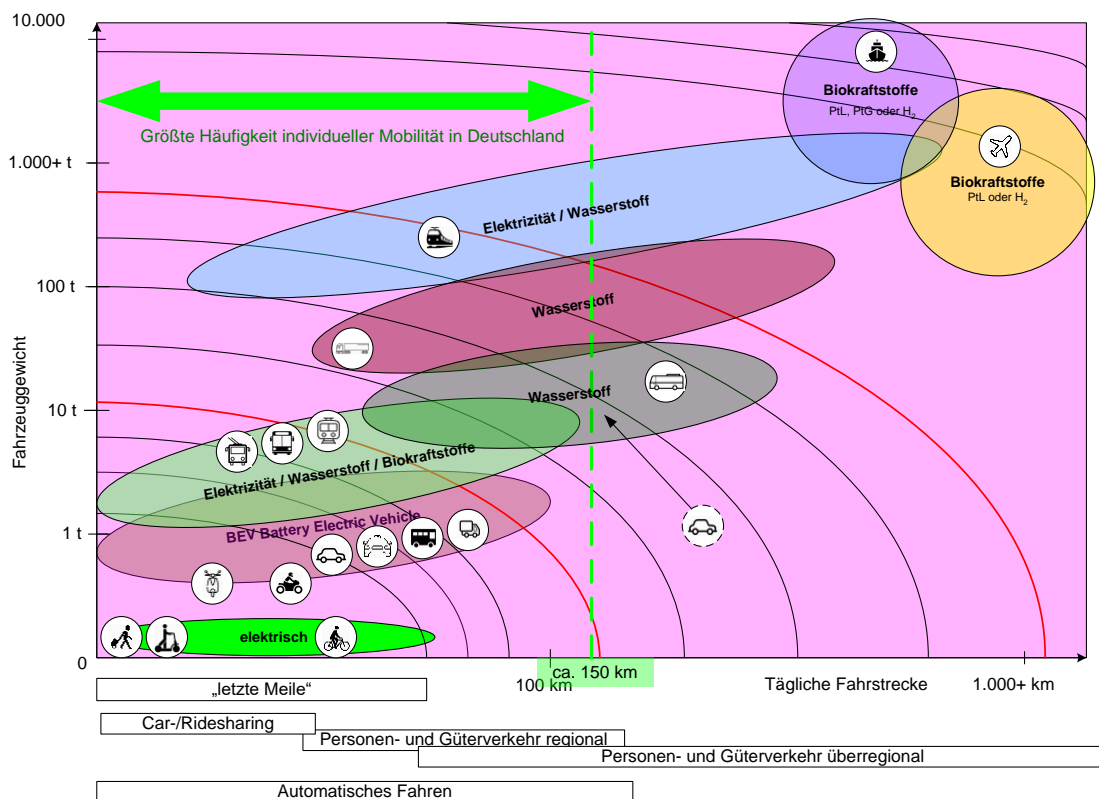 10.000
Größte Häufigkeit individueller Mobilität in Deutschland
Biokraftstoffe
PtL, PtG oder H2
1.000+ t
Biokraftstoffe
PtL oder H2
Elektrizität / Wasserstoff
100 t
Wasserstoff
Fahrzeuggewicht
Wasserstoff
10 t
Elektrizität / Wasserstoff / Biokraftstoffe
BEV Battery Electric Vehicle
1 t
elektrisch
0
100 km
ca. 150 km
Tägliche Fahrstrecke
1.000+ km
„letzte Meile“
Car-/Ridesharing
Personen- und Güterverkehr regional
Personen- und Güterverkehr überregional
Automatisches Fahren